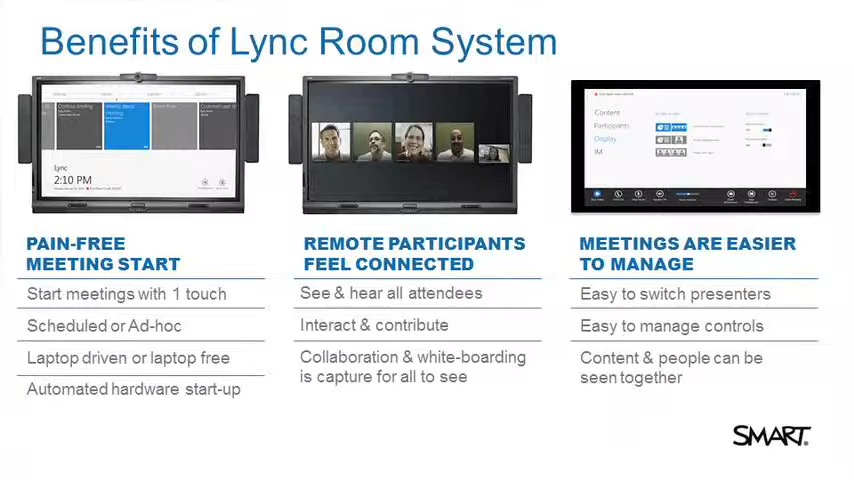 Benefits of Lync Room System
Lync
2:10 PM
Content
Participants
Display
IM
PAIN-FREE
MEETING START
Start meetings with 1 touch
Scheduled or Ad-hoc
Laptop driven or laptop free
Automated hardware start-up
REMOTE PARTICIPANTS
FEEL CONNECTED
See & hear all attendees
Interact & contribute
Collaboration & white-boarding
is capture for all to see
MEETINGS ARE EASIER
TO MANAGE
Easy to switch presenters
Easy to manage controls
Content & people can be
seen together
SMART